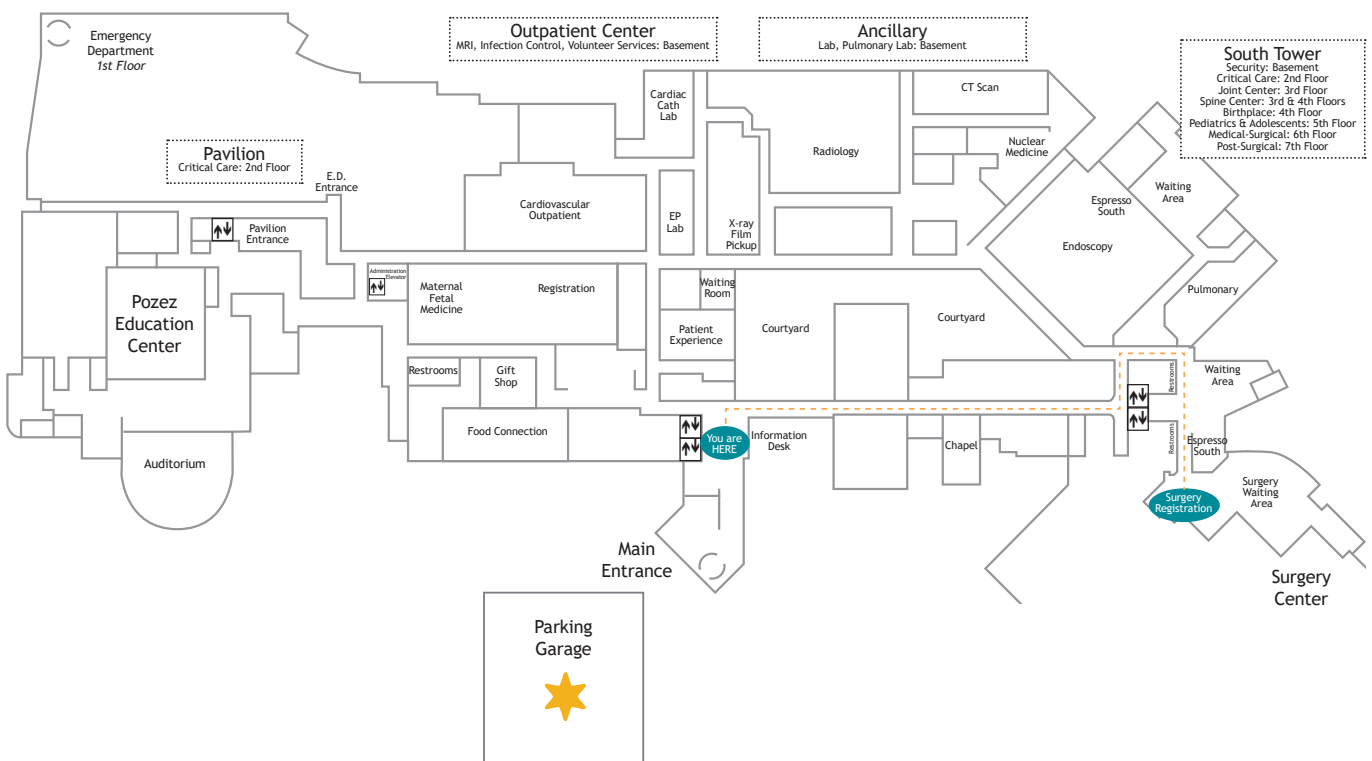 Emergency
Department
1st Floor
Outpatient Center
MRI, Infection Control, Volunteer Services: Basement
Ancillary
Lab, Pulmonary Lab: Basement
South Tower
Security: Basement
Critical Care: 2nd Floor
Joint Center: 3rd Floor
Spine Center: 3rd & 4th Floors
Birthplace: 4th Floor
Pediatrics & Adolescents: 5th Floor
Medical-Surgical: 6th Floor
Post-Surgical: 7th Floor
Pavilion
Critical Care: 2nd Floor
Cardiac
Cath
Lab
CT Scan
Radiology
Nuclear
Medicine
E.D.
Entrance
Cardiovascular
Outpatient
EP
Lab
X-ray
Film
Pickup
Espresso
South
Waiting
Area
Endoscopy
Pavilion
Entrance
Administration
Elevator
Maternal
Fetal
Medicine
Registration
Waiting
Room
Patient
Experience
Courtyard
Courtyard
Pulmonary
Pozez
Education
Center
Restrooms
Gift
Shop
Restrooms
Waiting
Area
Food Connection
You are
HERE
Information
Desk
Chapel
Restrooms
Espresso
South
Auditorium
Surgery
Registration
Surgery
Waiting
Area
Main
Entrance
Surgery
Center
Parking
Garage